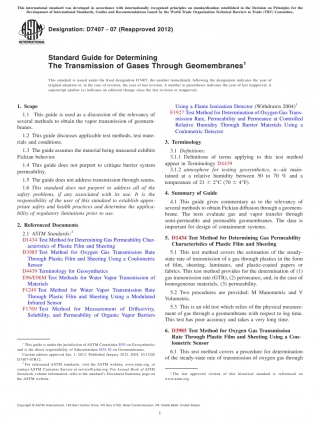 This international standard was developed in accordance with internationally recognized principles on standardization established in the Decision on Principles for the
Development of International Standards, Guides and Recommendations issued by the World Trade Organization Technical Barriers to Trade (TBT) Committee.
Designation: D7407 − 07 (Reapproved 2012)
INTERNATIONAL
Standard Guide for Determining
The Transmission of Gases Through Geomembranes1
This standard is issued under the fixed designation D7407; the number immediately following the designation indicates the year of
original adoption or, in the case of revision, the year of last revision. A number in parentheses indicates the year of last reapproval. A
superscript epsilon (ε) indicates an editorial change since the last revision or reapproval.
1. Scope
1.1 This guide is used as a discussion of the relevancy of
several methods to obtain the vapor transmission of geomem-
branes.
1.2 This guide discusses applicable test methods, test mate-
rials and conditions.
1.3 The guide assumes the material being measured exhibits
Fickian behavior.
1.4 This guide does not purport to critique barrier system
permeability.
1.5 The guide does not address transmission through seams.
1.6 This standard does not purport to address all of the
safety problems, if any associated with its use. It is the
responsibility of the user of this standard to establish appro-
priate safety and health practices and determine the applica-
bility of regulatory limitations prior to use.
2. Referenced Documents
2.1 ASTM Standards:2
D1434 Test Method for Determining Gas Permeability Char-
acteristics of Plastic Film and Sheeting
D3985 Test Method for Oxygen Gas Transmission Rate
Through Plastic Film and Sheeting Using a Coulometric
Sensor
D4439 Terminology for Geosynthetics
E96/E96M Test Methods for Water Vapor Transmission of
Materials
F1249 Test Method for Water Vapor Transmission Rate
Through Plastic Film and Sheeting Using a Modulated
Infrared Sensor
F1769 Test Method for Measurement of Diffusivity,
Solubility, and Permeability of Organic Vapor Barriers
1 This guide is under the jurisdiction of ASTM Committee D35 on Geosynthetics
and is the direct responsibility of Subcommittee D35.10 on Geomembranes.
Current edition approved Jan. 1, 2012. Published January 2012. DOI: 10.1520/
D7407-07R12.
2 For referenced ASTM standards, visit the ASTM website, www.astm.org, or
contact ASTM Customer Service at service@astm.org. For Annual Book of ASTM
Standards volume information, refer to the standard's Document Summary page on
the ASTM website.
Using a Flame Ionization Detector (Withdrawn 2004)3
F1927 Test Method for Determination of Oxygen Gas Trans-
mission Rate, Permeability and Permeance at Controlled
Relative Humidity Through Barrier Materials Using a
Coulometric Detector
3. Terminology
3.1 Definitions:
3.1.1 Definitions of terms applying to this test method
appear in Terminology D4439
3.1.2 atmosphere for testing geosynthetics, n—air main-
tained at a relative humidity between 50 to 70 % and a
temperature of 21 ± 2°C (70 ± 4°F).
4. Summary of Guide
4.1 This guide gives commentary as to the relevancy of
several methods to obtain Fickian diffusion through a geomem-
brane. The tests evaluate gas and vapor transfer through
semi-permeable and permeable geomembranes. The data is
important for design of containment systems.
5. D1434 Test Method for Determining Gas Permeability
Characteristics of Plastic Film and Sheeting
5.1 This test method covers the estimation of the steady-
state rate of transmission of a gas through plastics in the form
of film, sheeting, laminates, and plastic-coated papers or
fabrics. This test method provides for the determination of (1)
gas transmission rate (GTR), (2) permeance, and, in the case of
homogeneous materials, (3) permeability.
5.2 Two procedures are provided: M Manometric and V
Volumetric.
5.3 This is an old test which relies of the physical measure-
ment of gas through a geomembrane with respect to lag time.
This test has poor accuracy and takes a very long time.
6. D3985 Test Method for Oxygen Gas Transmission
Rate Through Plastic Film and Sheeting Using a Cou-
lometric Sensor
6.1 This test method covers a procedure for determination
of the steady-state rate of transmission of oxygen gas through
3 The last approved version of this historical standard is referenced on
www.astm.org.
Copyright © ASTM International, 100 Barr Harbor Drive, PO Box C700, West Conshohocken, PA 19428-2959. United States
1